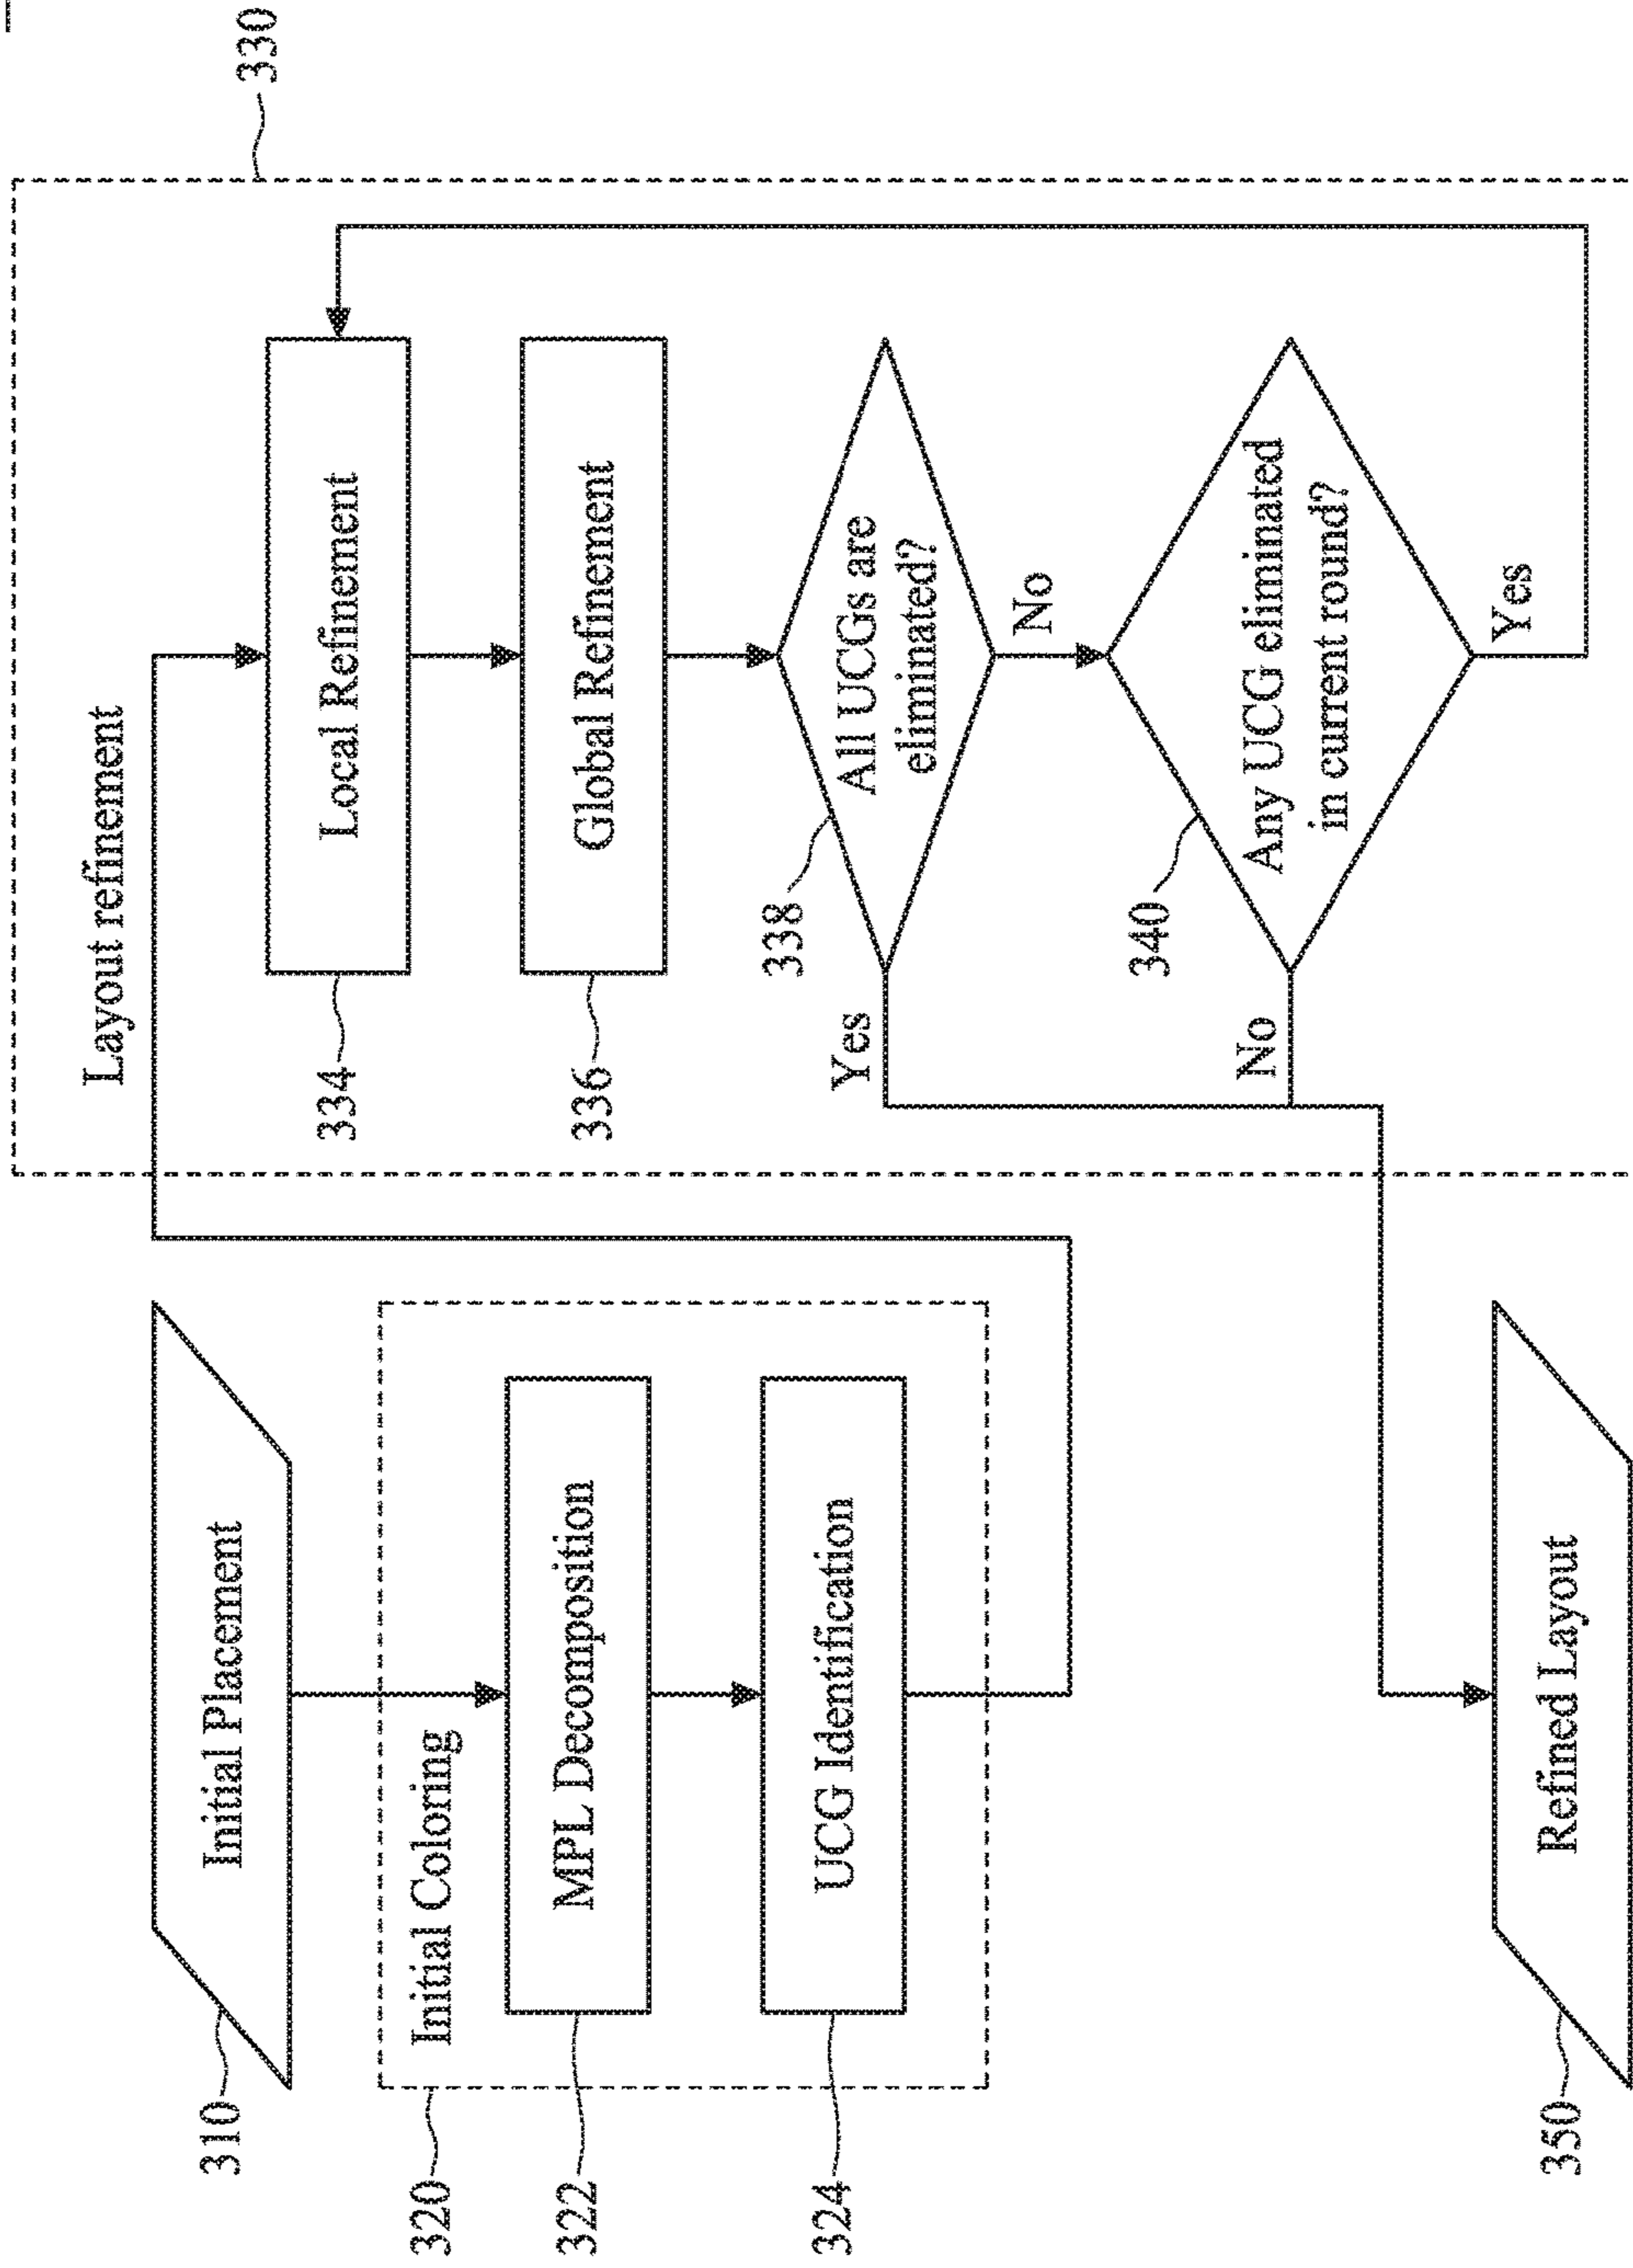 310
Initial Placement
320
Initial Coloring
322
MPL Decomposition
324
UCG Identification
330
Layout refinement
334
Local Refinement
336
Global Refinement
338
All UCGs are
eliminated?
Yes
No
340
Any UCG eliminated
in current round?
No
Yes
350
Refined Layout